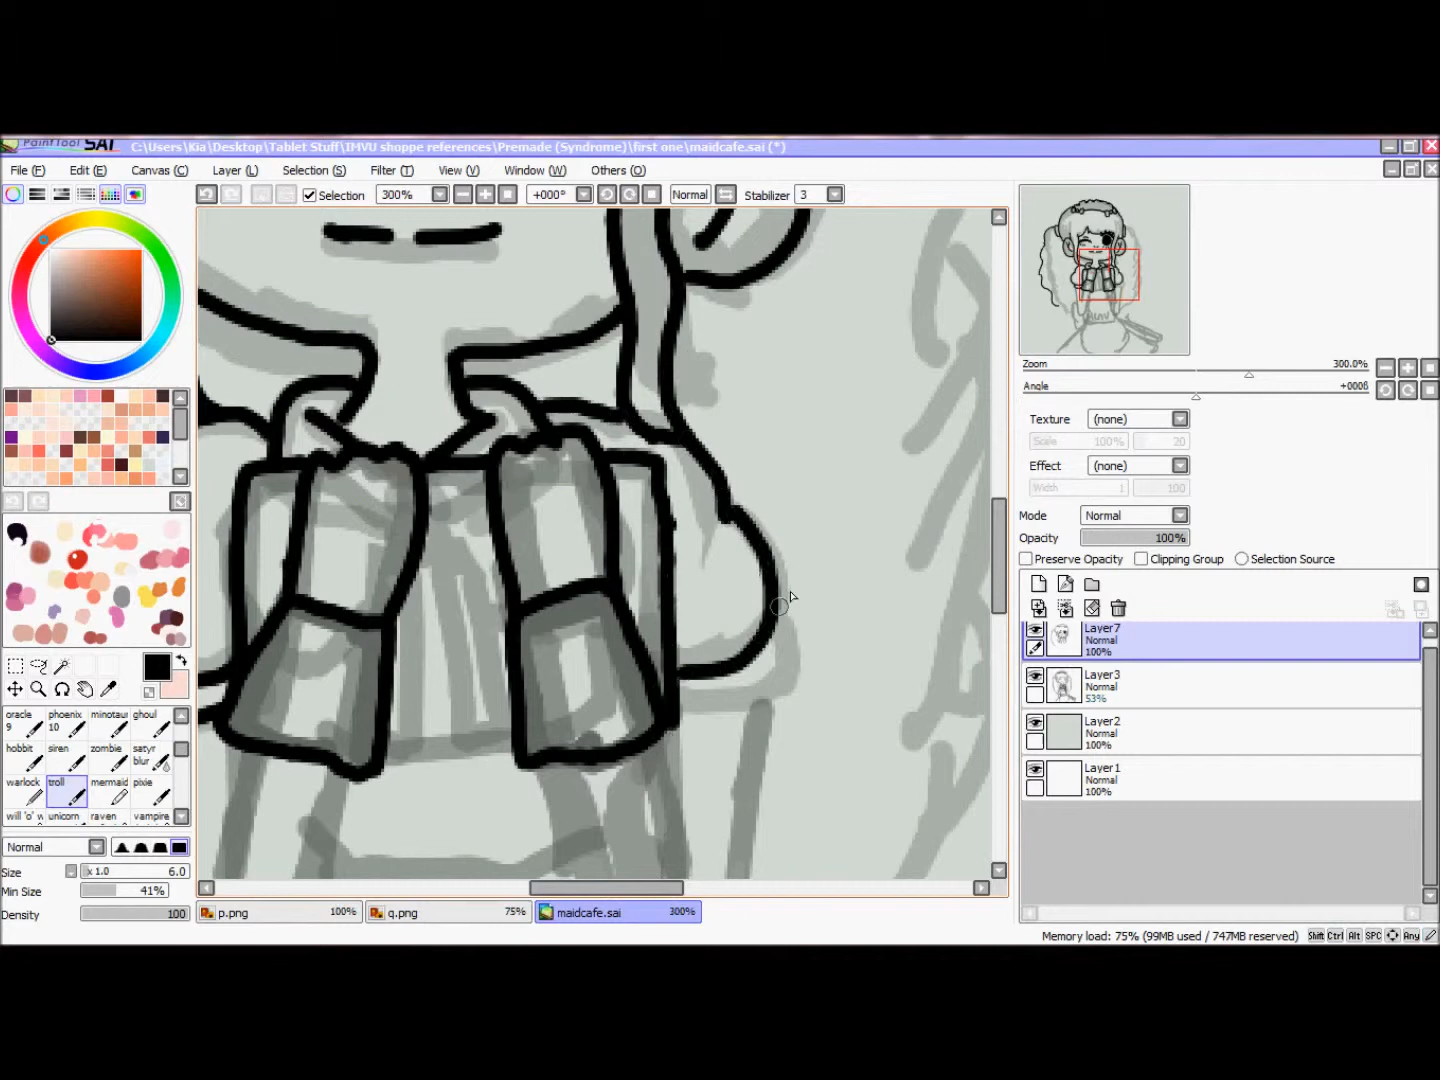 PaintTool SAI C:\Users\Kia\Desktop\Tablet Stuff\IMVU shoppe references\Premade (Syndrome)\first one\maidcafe.sai (*)
File (F) Edit (E) Canvas (C) Layer (L) Selection (S) Filter (T) View (V) Window (W) Others (O)
Selection 300% +000° Normal Stabilizer 3
Zoom 300.0%
Angle +000ß
Texture (none)
Scale 100% 20
Effect (none)
Width 1 100
Mode Normal
Opacity 100%
Preserve Opacity Clipping Group Selection Source
Layer7
Normal
100%
Layer3
Normal
53%
Layer2
Normal
100%
Layer1
Normal
100%
oracle phoenix minotau ghoul
9 10
hobbit siren zombie satyr
blur
warlock troll mermaid pixie
will 'o' w unicorn raven vampire
Normal
Size x 1.0 6.0
Min Size 41%
Density 100
p.png 100% q.png 75% maidcafe.sai 300%
Memory load: 75% (99MB used / 747MB reserved) Shift Ctrl Alt SPC Any